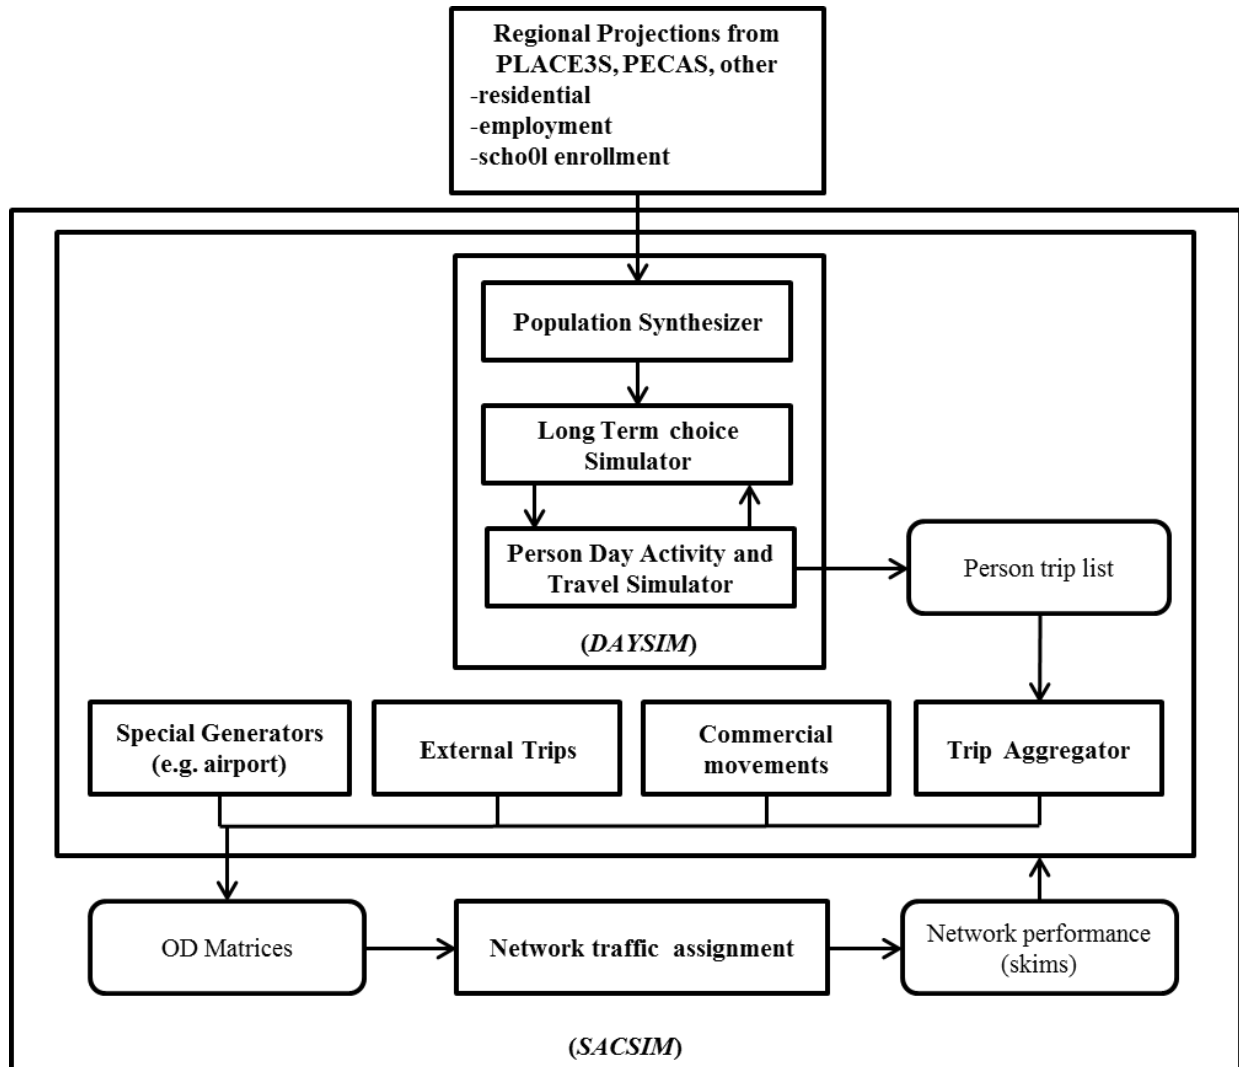 Regional Projections from
PLACE3S, PECAS, other
-residential
-employment
-scho0l enrollment
Population Synthesizer
Long Term choice
Simulator
Person Day Activity and
Travel Simulator
(DAYSIM)
Person trip list
Special Generators
(e.g. airport)
External Trips
Commercial
movements
Trip Aggregator
OD Matrices
Network traffic assignment
Network performance
(skims)
(SACSIM)